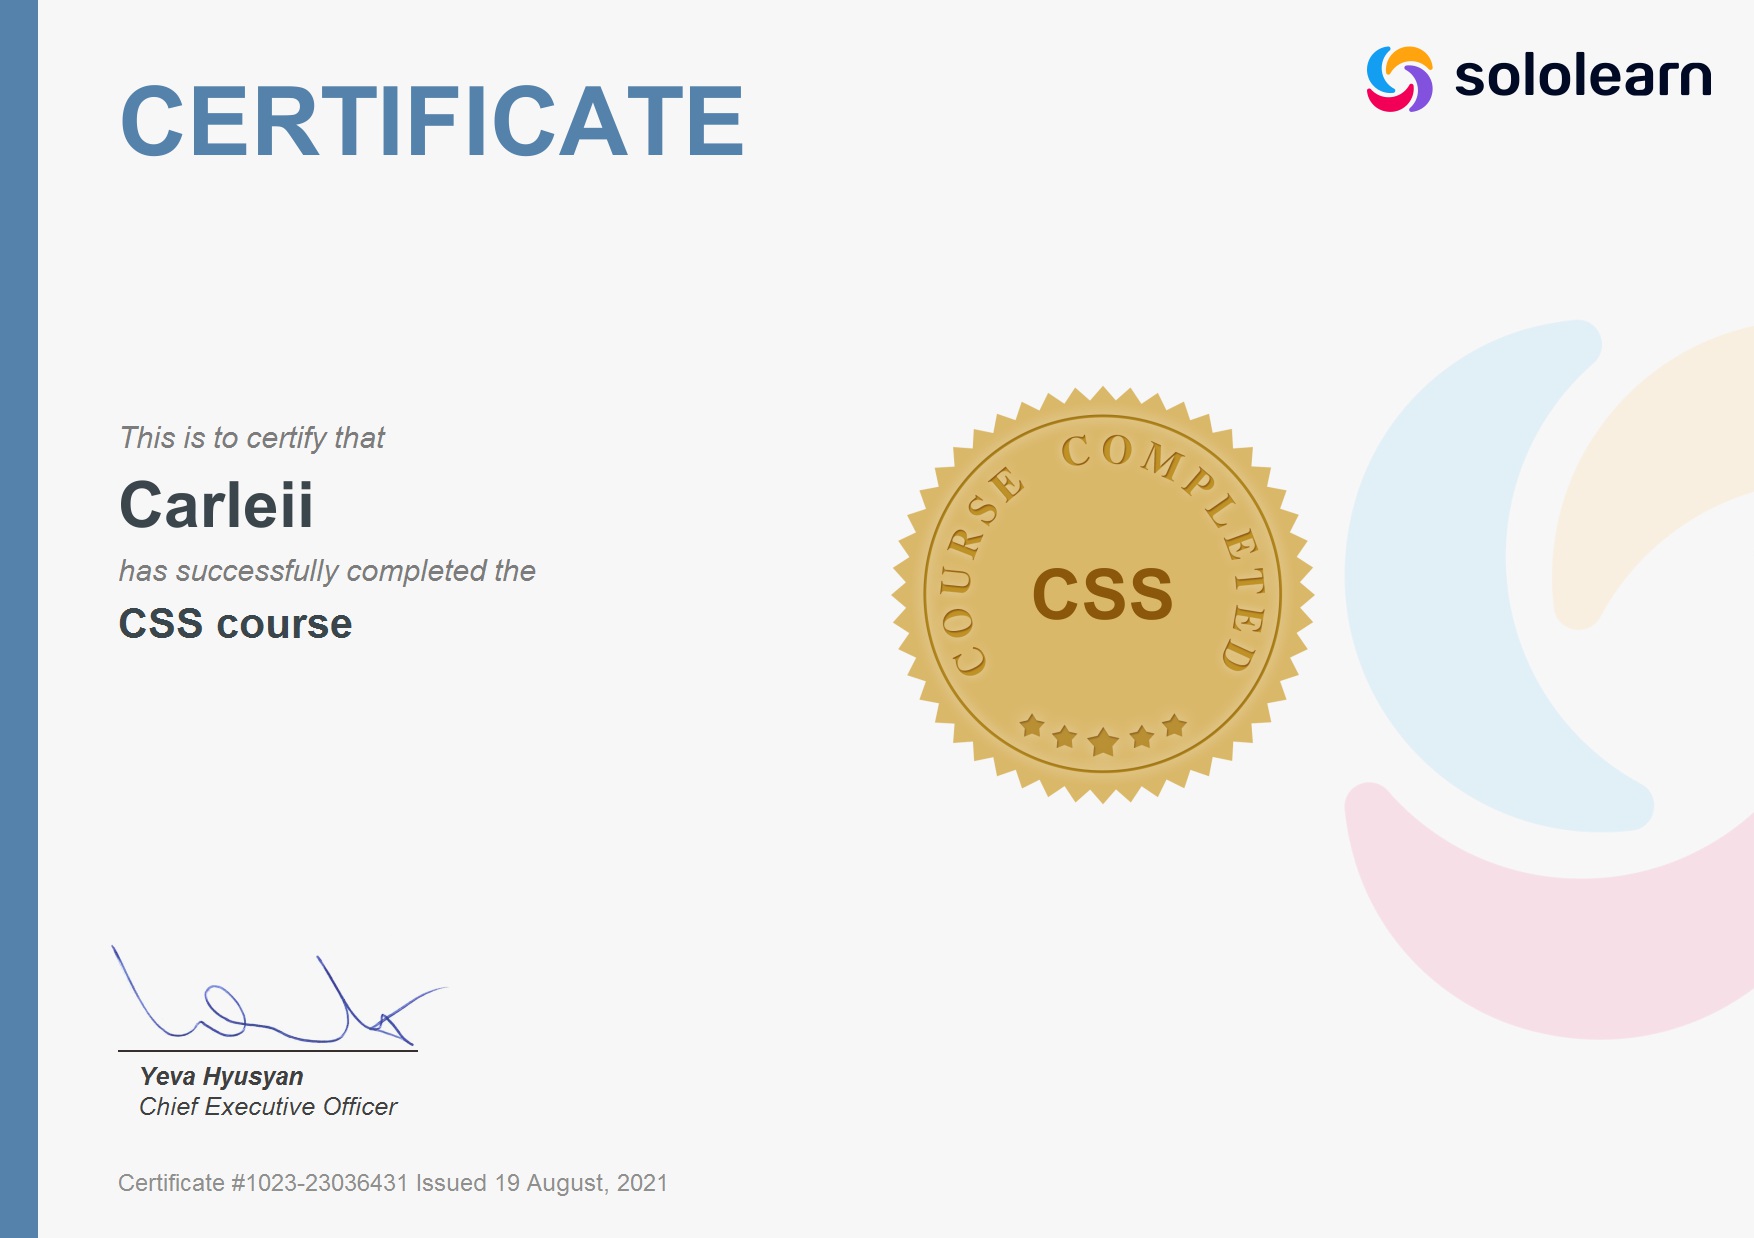 CERTIFICATE
sololearn
This is to certify that
Carleii
has successfully completed the
CSS course
COURSE COMPLETED
CSS
Yeva Hyusyan
Chief Executive Officer
Certificate #1023-23036431 Issued 19 August, 2021